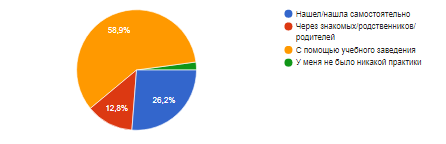 58,9%
12,8%
26,2%
Нашел/нашла самостоятельно
Через знакомых/родственников/
родителей
С помощью учебного заведения
У меня не было никакой практики